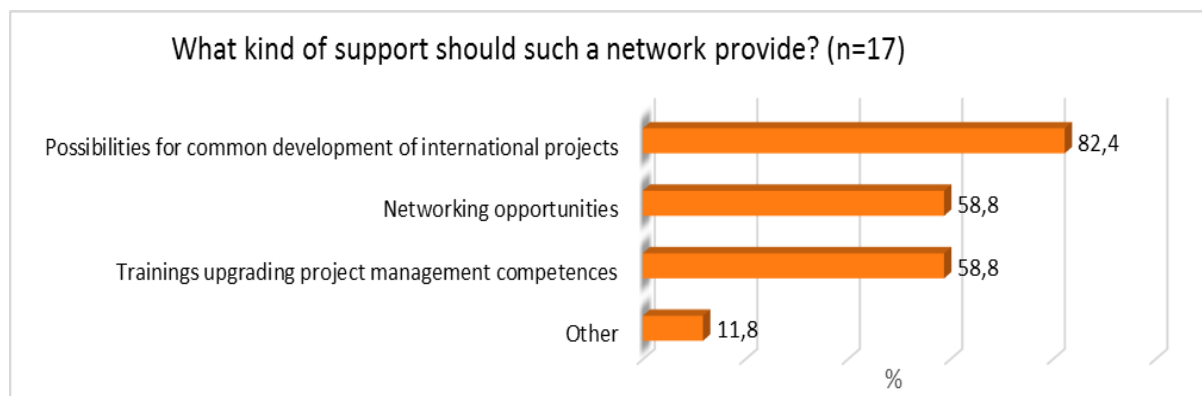 What kind of support should such a network provide? (n=17)
Possibilities for common development of international projects
82,4
Networking opportunities
58,8
Trainings upgrading project management competences
58,8
Other
11,8
%